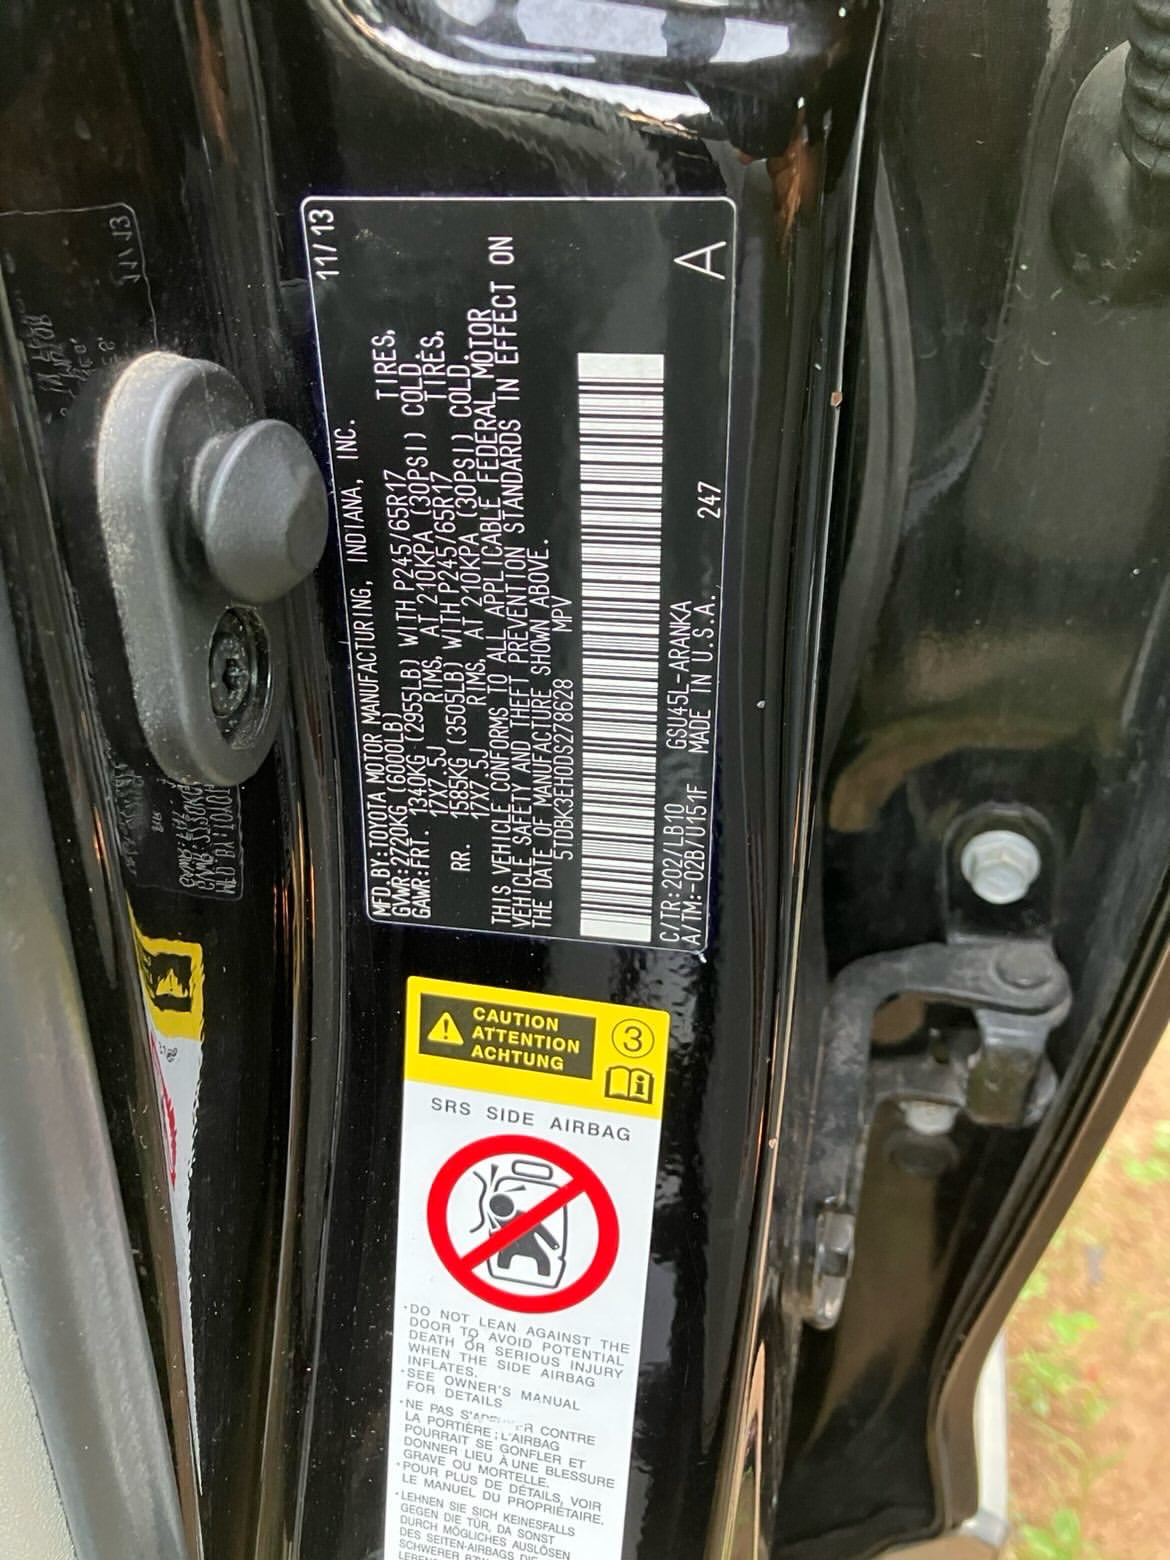 11/13
MFD. BY: TOYOTA MOTOR MANUFACTURING, INDIANA, INC.
GVWR: 2720KG (6000LB)
GAWR: FRT. 1340KG (2955LB) WITH P245/65R17 TIRES,
17X7.5J RIMS, AT 210KPA (30PSI) COLD.
RR. 1585KG (3505LB) WITH P245/65R17 TIRES,
17X7.5J RIMS, AT 210KPA (30PSI) COLD.
THIS VEHICLE CONFORMS TO ALL APPLICABLE FEDERAL MOTOR
VEHICLE SAFETY AND THEFT PREVENTION STANDARDS IN EFFECT ON
THE DATE OF MANUFACTURE SHOWN ABOVE.
5TDBK3EH0DS278628 MPV
C/TR: 202/LB10 GSU45L-ARANKA
A/TM: -02B/U151F MADE IN U.S.A. 247
A
CAUTION
ATTENTION
ACHTUNG
3
SRS SIDE AIRBAG
·DO NOT LEAN AGAINST THE
DOOR TO AVOID POTENTIAL
DEATH OR SERIOUS INJURY
WHEN THE SIDE AIRBAG
INFLATES.
·SEE OWNER'S MANUAL
FOR DETAILS
·NE PAS CONTRE
LA PORTIÈRE; L'AIRBAG
POURRAIT SE GONFLER ET
DONNER LIEU À UNE BLESSURE
GRAVE OU MORTELLE.
·POUR PLUS DE DÉTAILS, VOIR
LE MANUEL DU PROPRIÉTAIRE.
·LEHNEN SIE SICH KEINESFALLS
GEGEN DIE TÜR, DA SONST
DURCH MÖGLICHES AUSLÖSEN
DES SEITEN-AIRBAGS DIE
SCHWERER